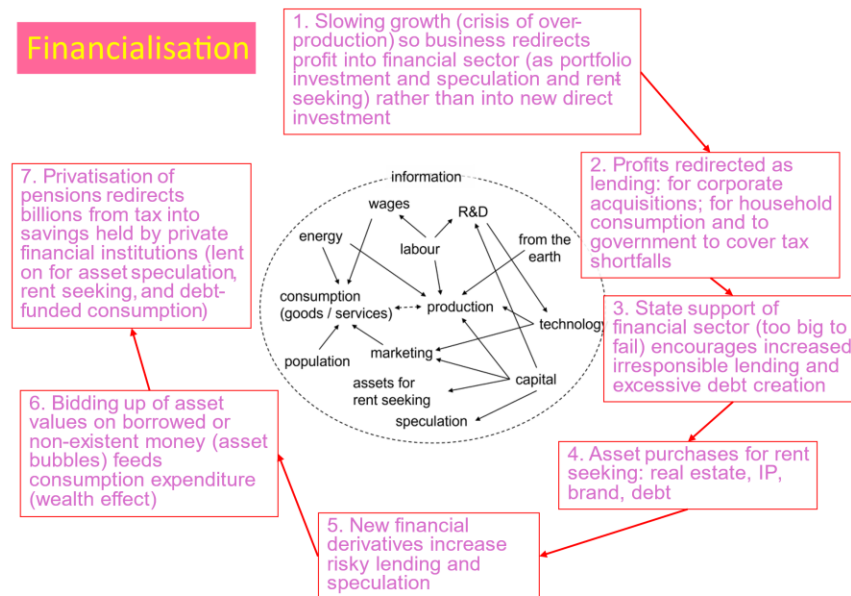 Financialisation
1. Slowing growth (crisis of over-
production) so business redirects
profit into financial sector (as portfolio
investment and speculation and rent
seeking) rather than into new direct
investment
2. Profits redirected as
lending: for corporate
acquisitions; for household
consumption and to
government to cover tax
shortfalls
3. State support of
financial sector (too big to
fail) encourages increased
irresponsible lending and
excessive debt creation
4. Asset purchases for rent
seeking: real estate, IP,
brand, debt
5. New financial
derivatives increase
risky lending and
speculation
6. Bidding up of asset
values on borrowed or
non-existent money (asset
bubbles) feeds
consumption expenditure
(wealth effect)
7. Privatisation of
pensions redirects
billions from tax into
savings held by private
financial institutions (lent
on for asset speculation,
rent seeking, and debt-
funded consumption)
information
wages
R&D
energy
labour
from the
earth
consumption
(goods / services)
production
technology
population
marketing
assets for
rent seeking
capital
speculation